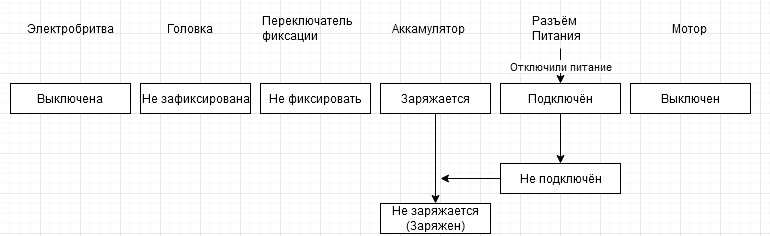 Электробритва
Головка
Переключатель
фиксации
Аккамулятор
Разъём
Питания
Мотор
Отключили питание
Выключена
Не зафиксирована
Не фиксировать
Заряжается
Подключён
Выключен
Не подключён
Не заряжается
(Заряжен)